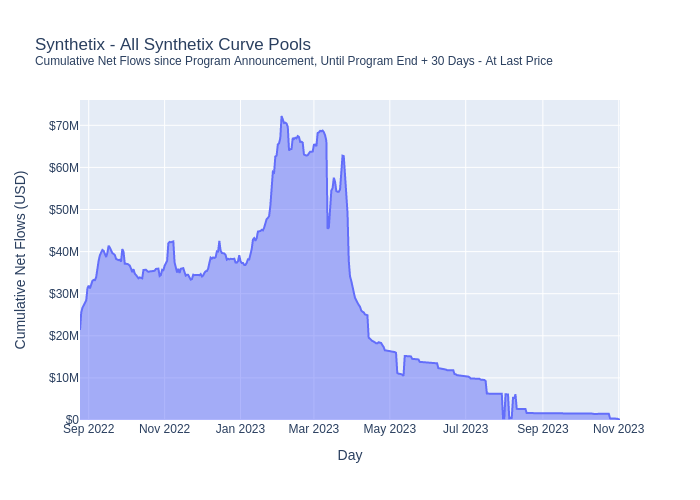 Synthetix - All Synthetix Curve Pools
Cumulative Net Flows since Program Announcement, Until Program End + 30 Days - At Last Price
Cumulative Net Flows (USD)
$70M
$60M
$50M
$40M
$30M
$20M
$10M
$0
Sep 2022 Nov 2022 Jan 2023 Mar 2023 May 2023 Jul 2023 Sep 2023 Nov 2023
Day